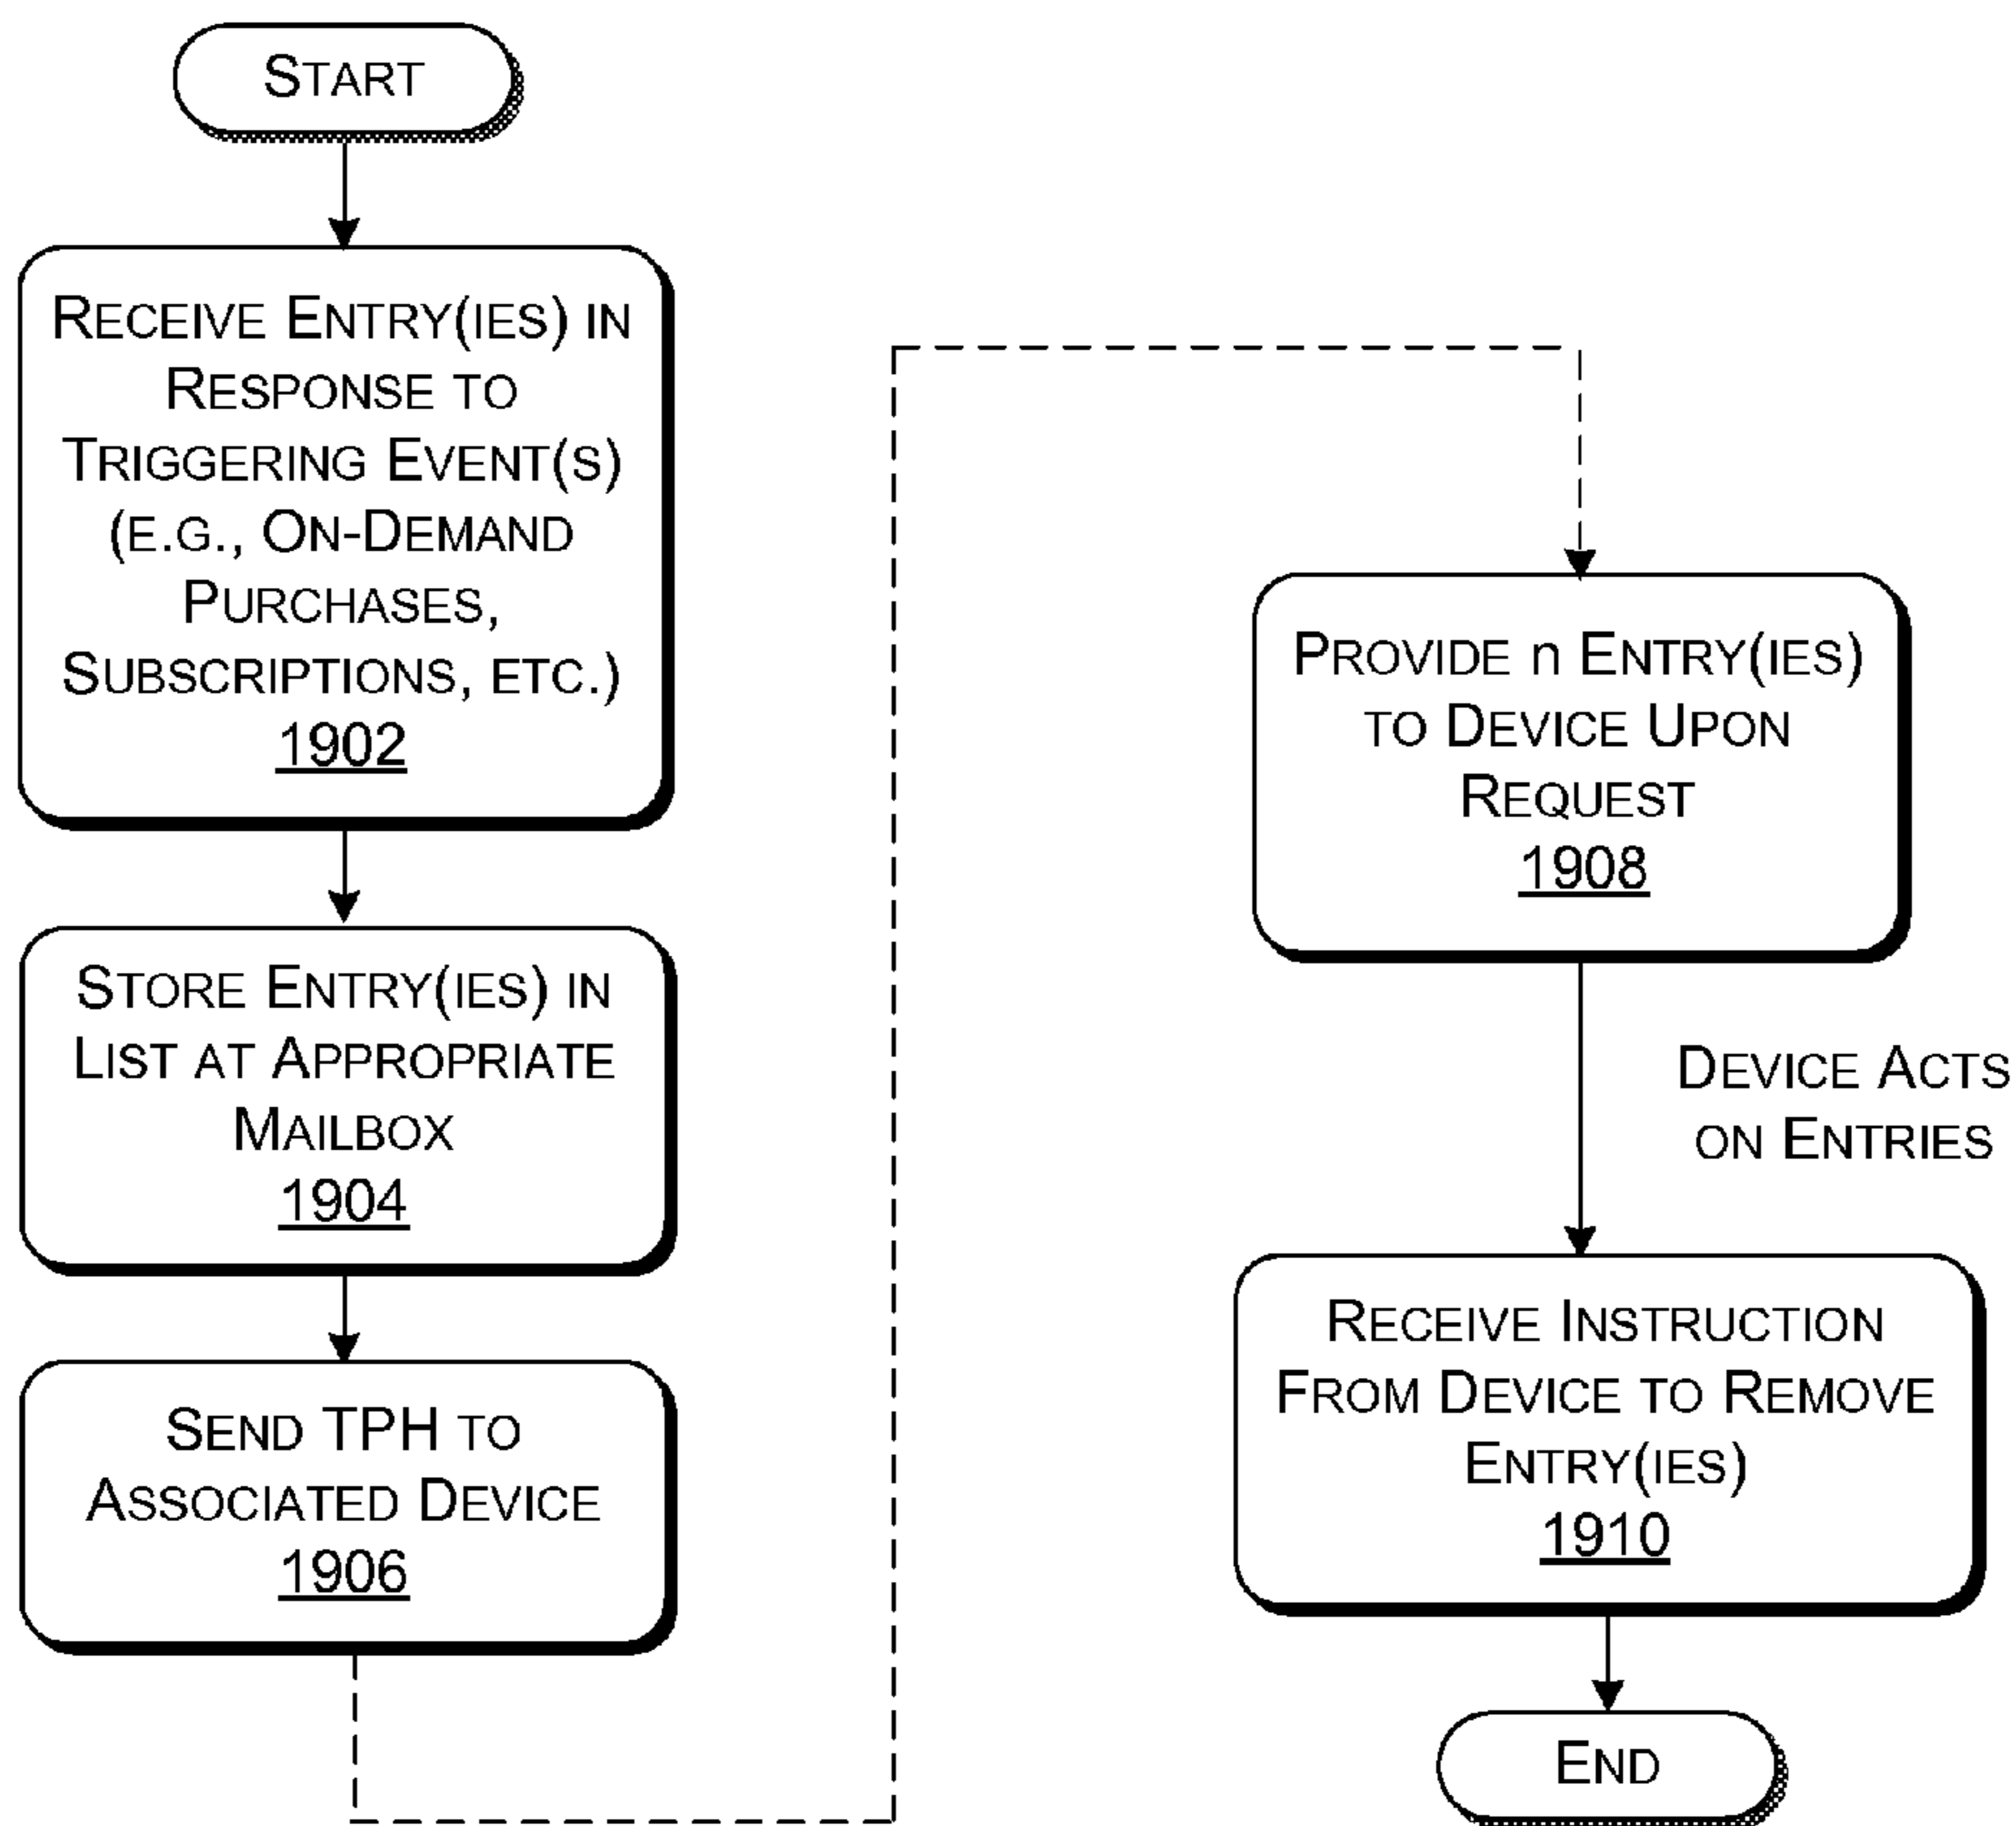 START
RECEIVE ENTRY(IES) IN
RESPONSE TO
TRIGGERING EVENT(S)
(E.G., ON-DEMAND
PURCHASES,
SUBSCRIPTIONS, ETC.)
1902
STORE ENTRY(IES) IN
LIST AT APPROPRIATE
MAILBOX
1904
SEND TPH TO
ASSOCIATED DEVICE
1906
PROVIDE n ENTRY(IES)
TO DEVICE UPON
REQUEST
1908
DEVICE ACTS
ON ENTRIES
RECEIVE INSTRUCTION
FROM DEVICE TO REMOVE
ENTRY(IES)
1910
END